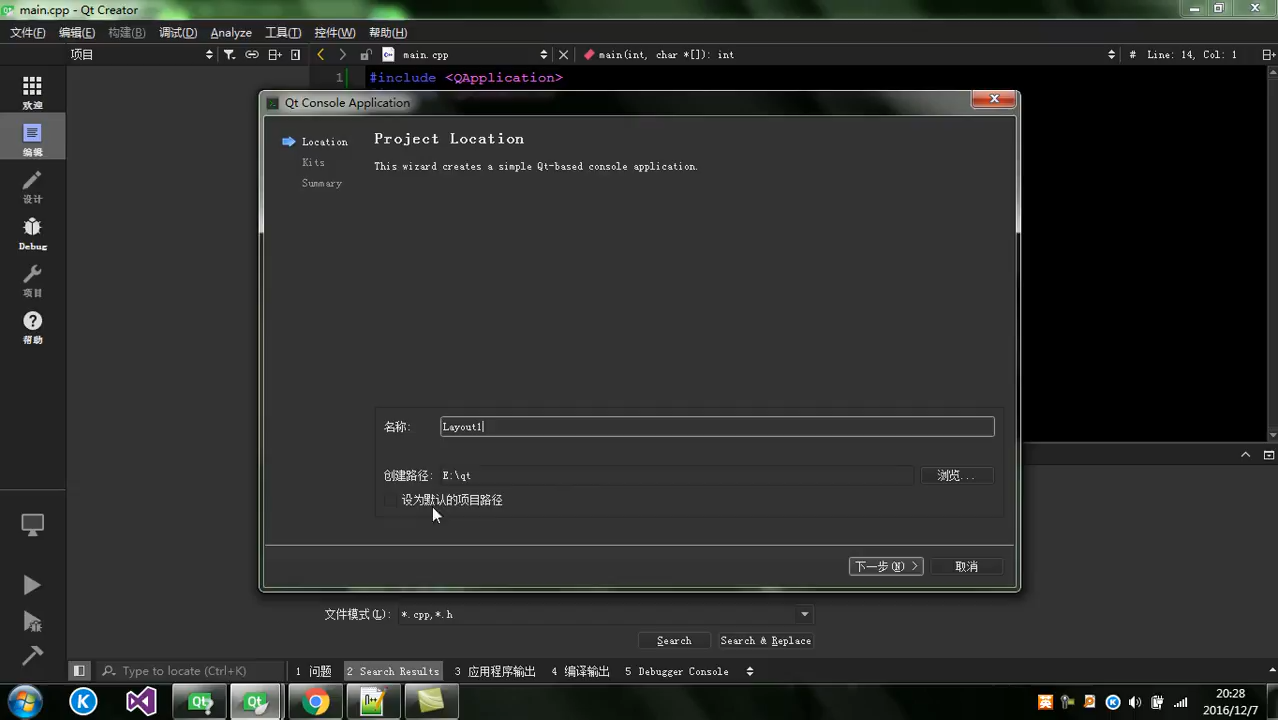 main.cpp - Qt Creator
文件(F) 编辑(E) 构建(B) 调试(D) Analyze 工具(T) 控件(W) 帮助(H)
项目 main.cpp main(int, char *[]): int # Line: 14, Col: 1
1 #include <QApplication>
欢迎
编辑
设计
Debug
项目
帮助
Qt Console Application
Location
Kits
Summary
Project Location
This wizard creates a simple Qt-based console application.
名称: Layout1
创建路径: E:\qt 浏览...
设为默认的项目路径
下一步(N) > 取消
文件模式(L): *.cpp,*.h
Search Search & Replace
Type to locate (Ctrl+K) 1 问题 2 Search Results 3 应用程序输出 4 编译输出 5 Debugger Console
20:28
2016/12/7